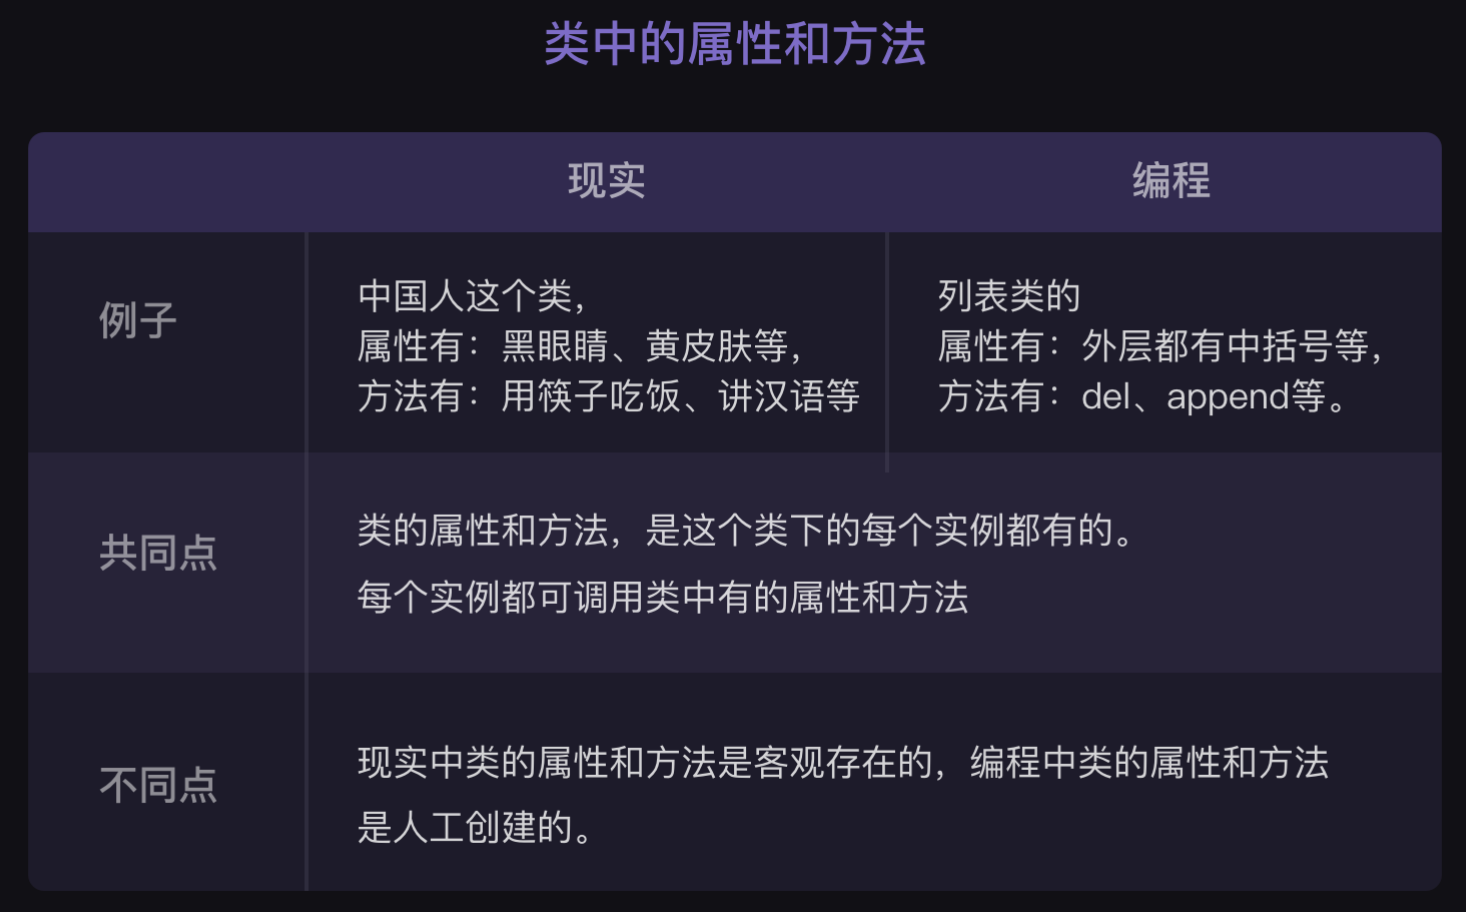 类中的属性和方法
现实
编程
例子
中国人这个类，
属性有：黑眼睛、黄皮肤等，
方法有：用筷子吃饭、讲汉语等
列表类的
属性有：外层都有中括号等，
方法有：del、append等。
共同点
类的属性和方法，是这个类下的每个实例都有的。
每个实例都可调用类中有的属性和方法
不同点
现实中类的属性和方法是客观存在的，编程中类的属性和方法
是人工创建的。